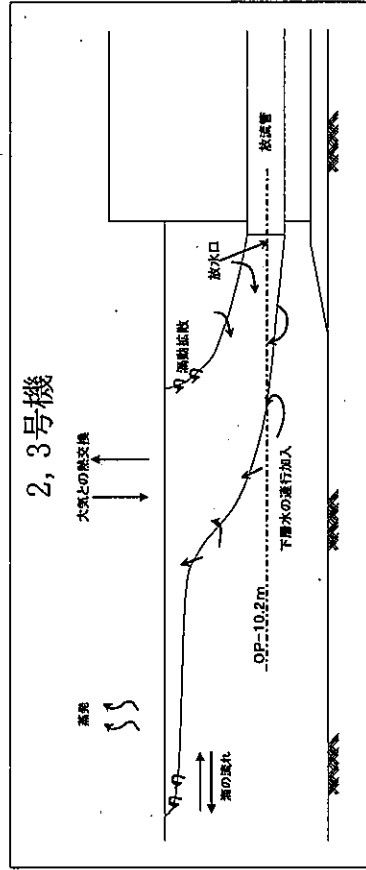 2,3号機
大気との熱交換
蒸発
渦動拡散
海の流れ
放水口
放流管
OP-10.2m
下層水の連行加入